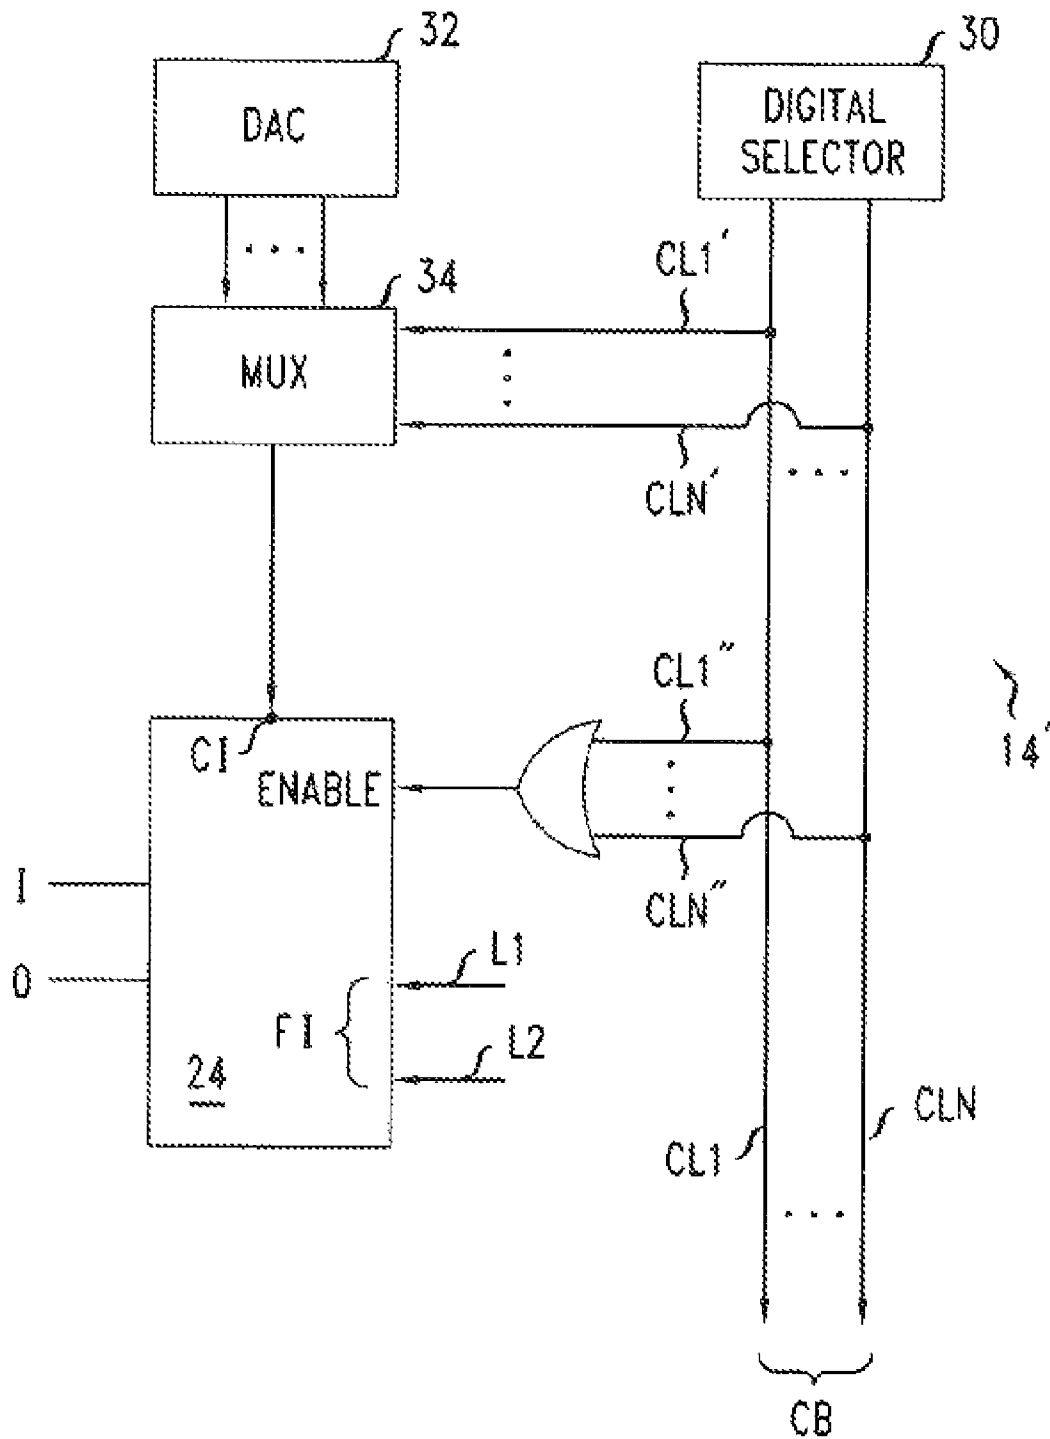 32
30
DAC
DIGITAL
SELECTOR
34
CL1'
MUX
CLN'
CL1"
14'
CI
ENABLE
I
CLN"
L1
O
FI
L2
24
CLN
CL1
CB